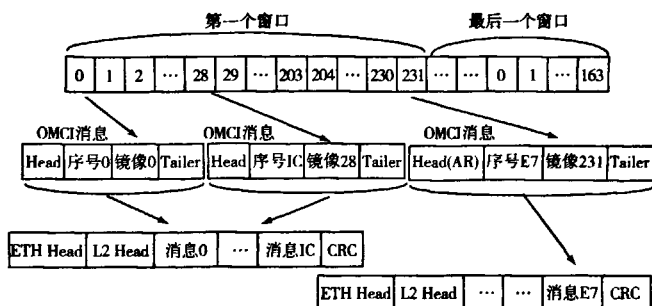 第一个窗口 最后一个窗口
0 1 2 … 28 29 … 203 204 … 230 231 … … 0 1 … 163
OMCI消息 OMCI消息 OMCI消息
Head 序号0 镜像0 Tailer Head 序号IC 镜像28 Tailer Head(AR) 序号E7 镜像231 Tailer
ETH Head L2 Head 消息0 … 消息IC CRC
ETH Head L2 Head … … 消息E7 CRC